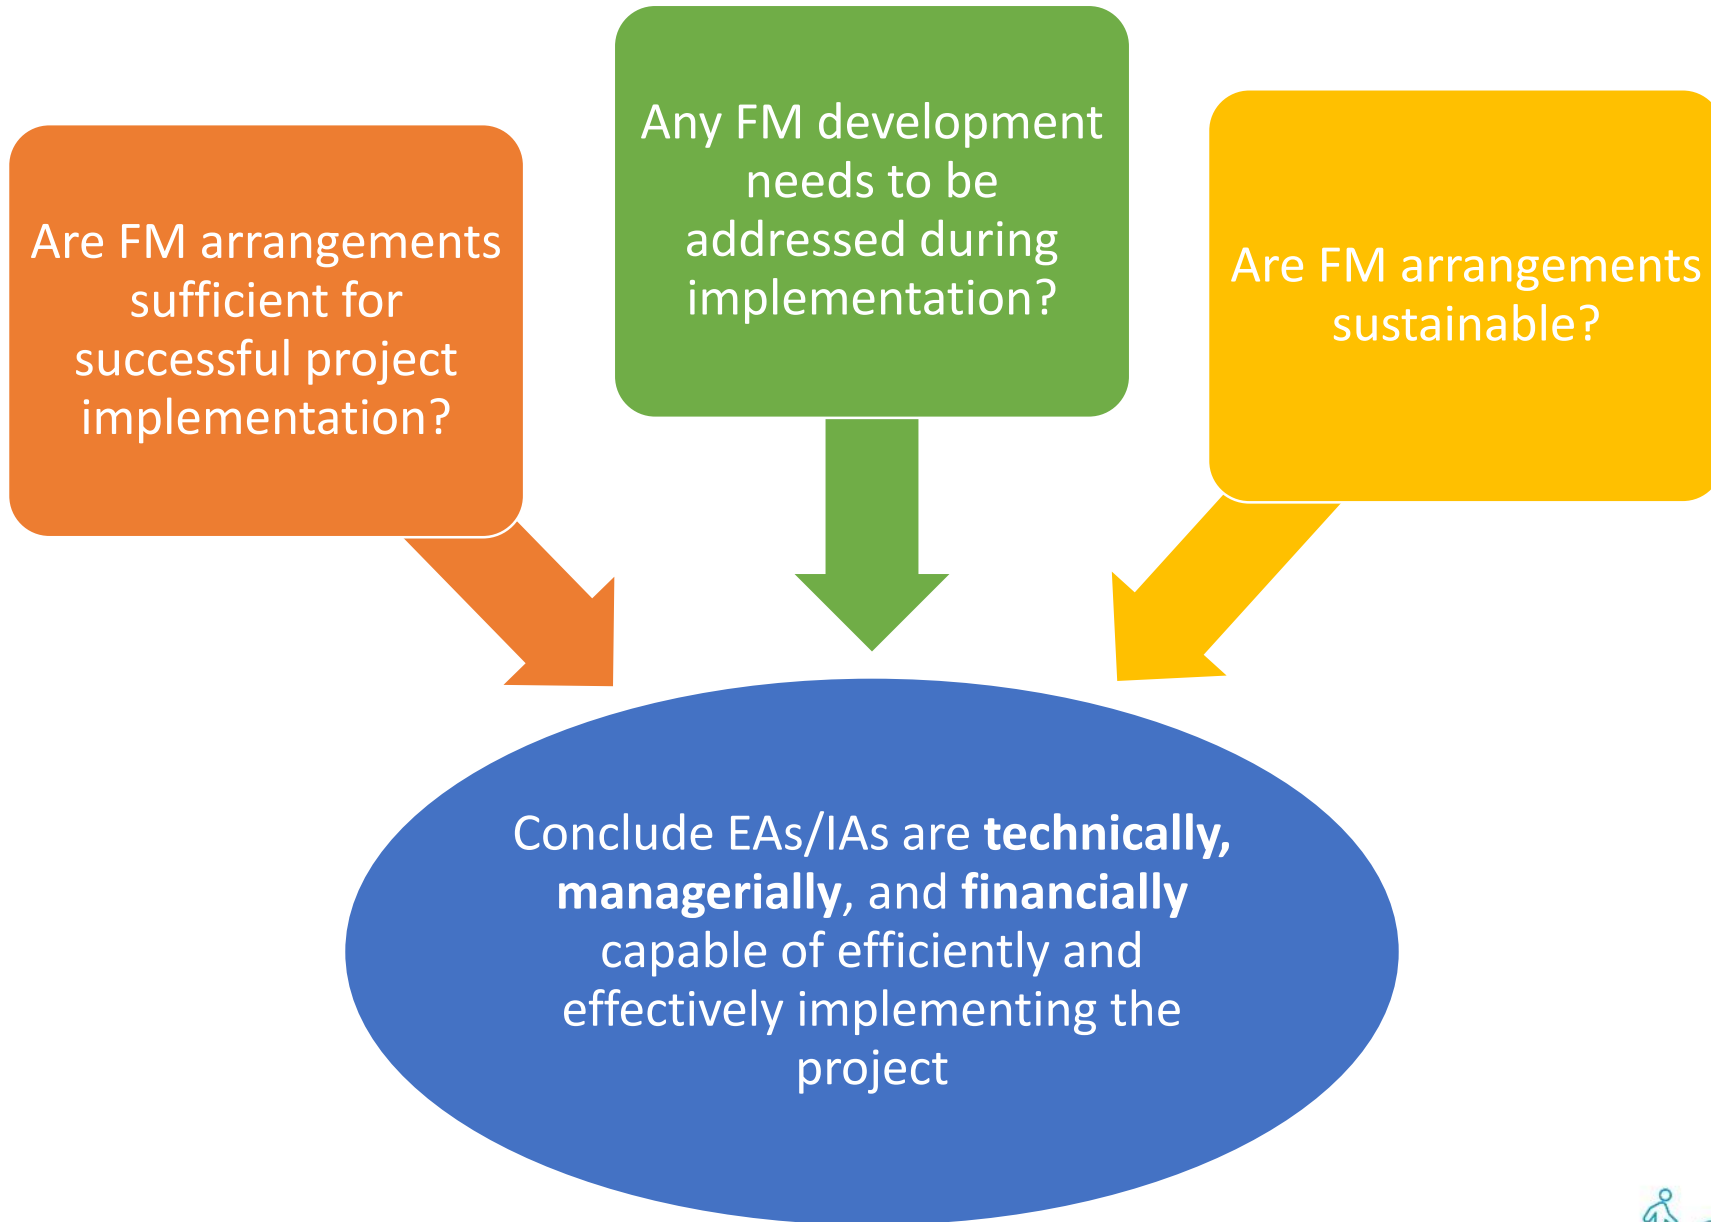 Are FM arrangements
sufficient for
successful project
implementation?
Any FM development
needs to be
addressed during
implementation?
Are FM arrangements
sustainable?
Conclude EAs/IAs are technically,
managerially, and financially
capable of efficiently and
effectively implementing the
project